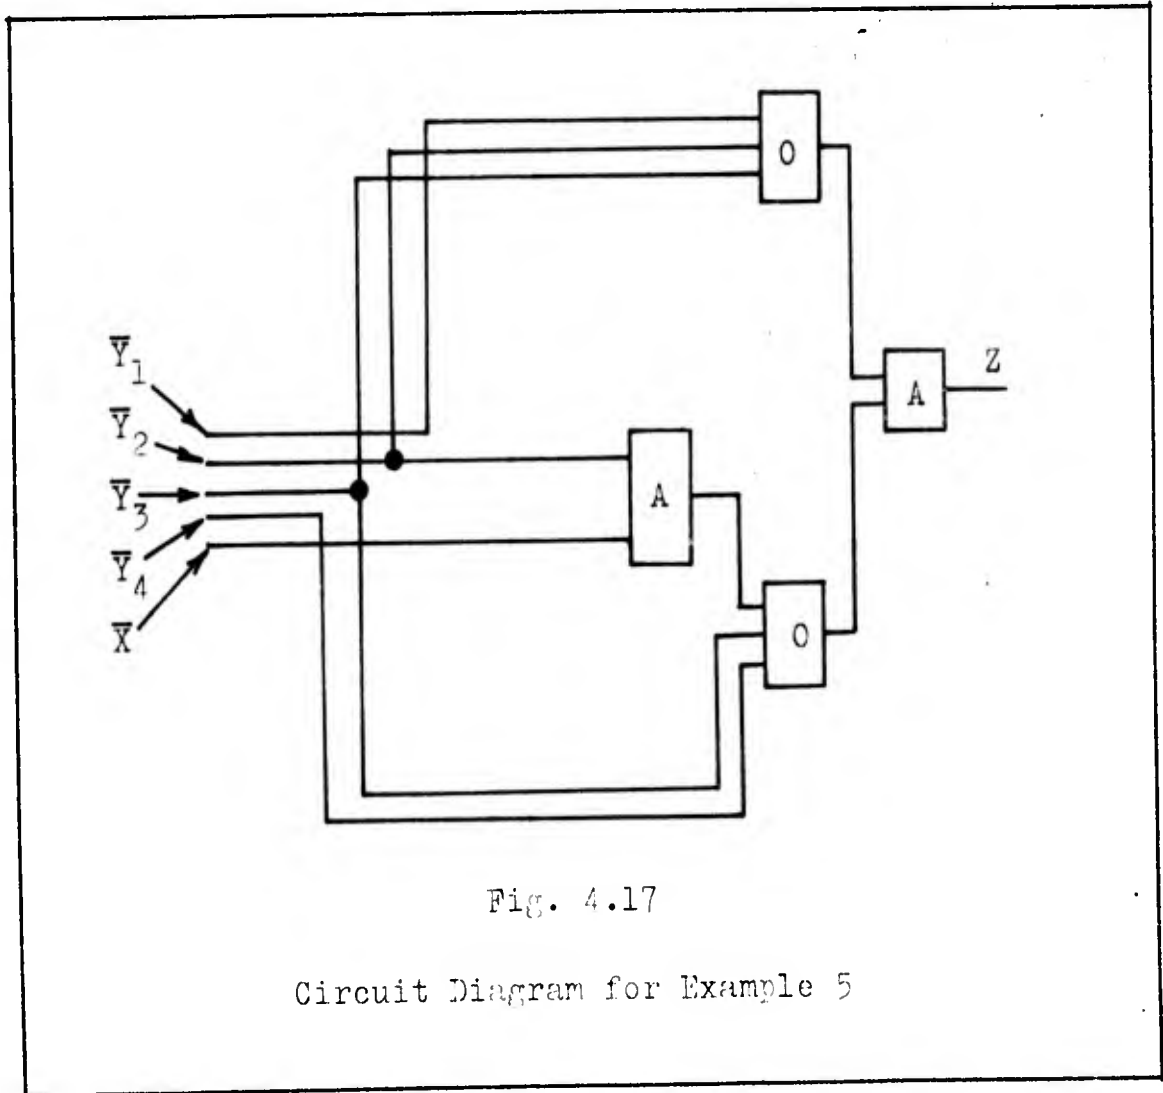 O
Y̅1
Y̅2
Y̅3
Y̅4
X̅
A
O
A
Z
Fig. 4.17
Circuit Diagram for Example 5